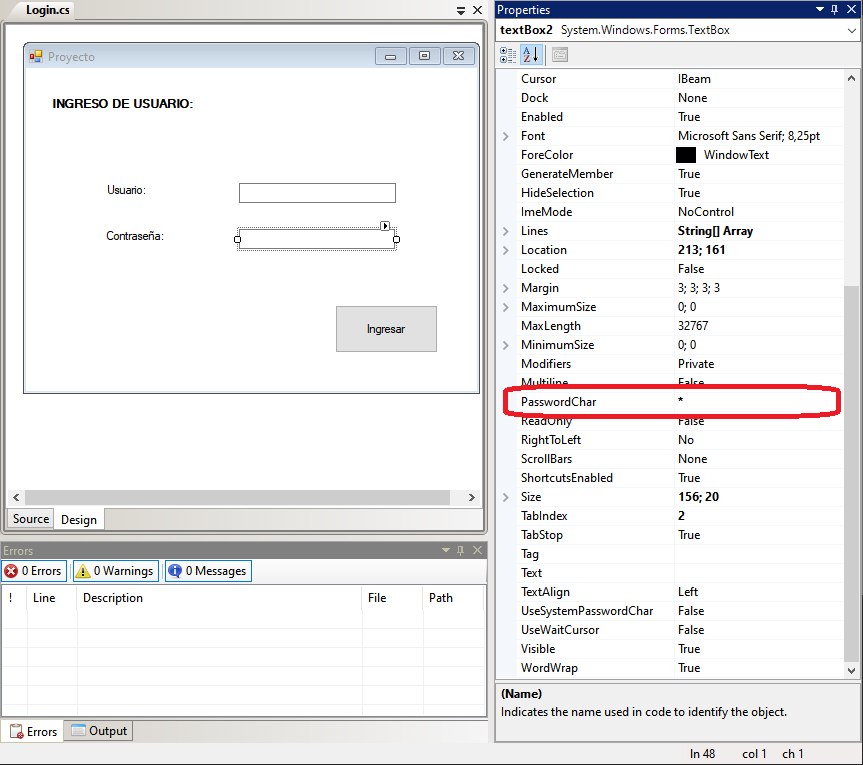 Login.cs
Proyecto
INGRESO DE USUARIO:
Usuario:
Contraseña:
Ingresar
Source Design
Errors
0 Errors 0 Warnings 0 Messages
! Line Description File Path
Errors Output
Properties
textBox2 System.Windows.Forms.TextBox
Cursor IBeam
Dock None
Enabled True
Font Microsoft Sans Serif; 8,25pt
ForeColor WindowText
GenerateMember True
HideSelection True
ImeMode NoControl
Lines String[] Array
Location 213; 161
Locked False
Margin 3; 3; 3; 3
MaximumSize 0; 0
MaxLength 32767
MinimumSize 0; 0
Modifiers Private
Multiline False
PasswordChar *
ReadOnly False
RightToLeft No
ScrollBars None
ShortcutsEnabled True
Size 156; 20
TabIndex 2
TabStop True
Tag
Text
TextAlign Left
UseSystemPasswordChar False
UseWaitCursor False
Visible True
WordWrap True
(Name)
Indicates the name used in code to identify the object.
ln 48 col 1 ch 1